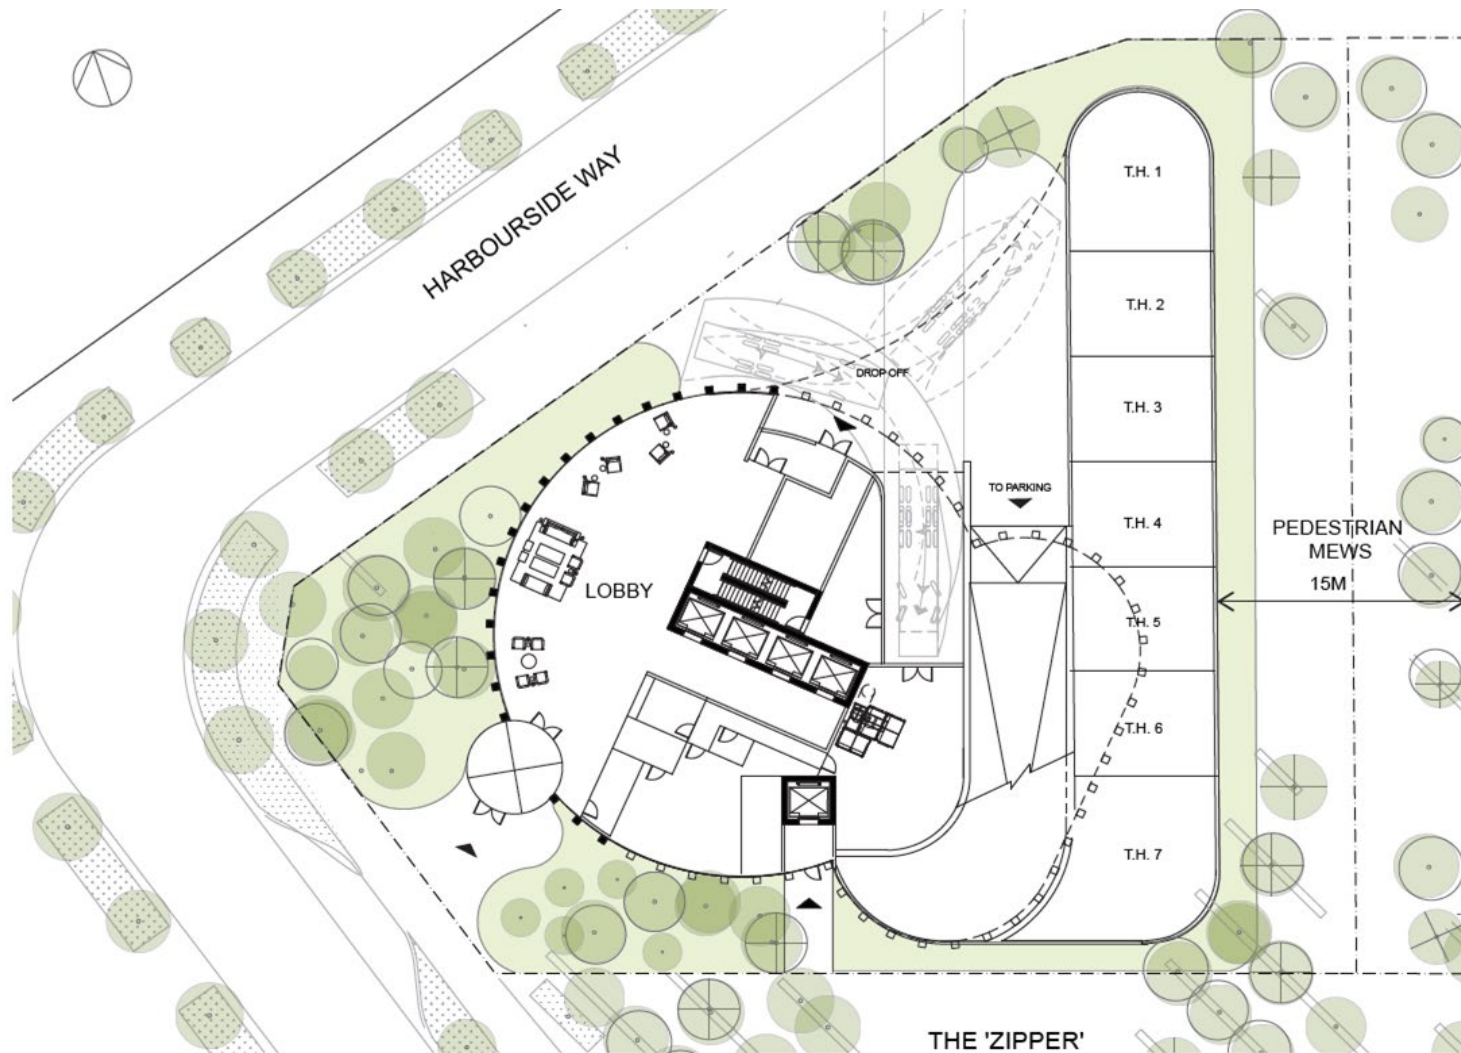 HARBOURSIDE WAY
T.H. 1
T.H. 2
DROP OFF
T.H. 3
TO PARKING
T.H. 4
PEDESTRIAN
MEWS
15M
LOBBY
T.H. 5
T.H. 6
T.H. 7
THE 'ZIPPER'